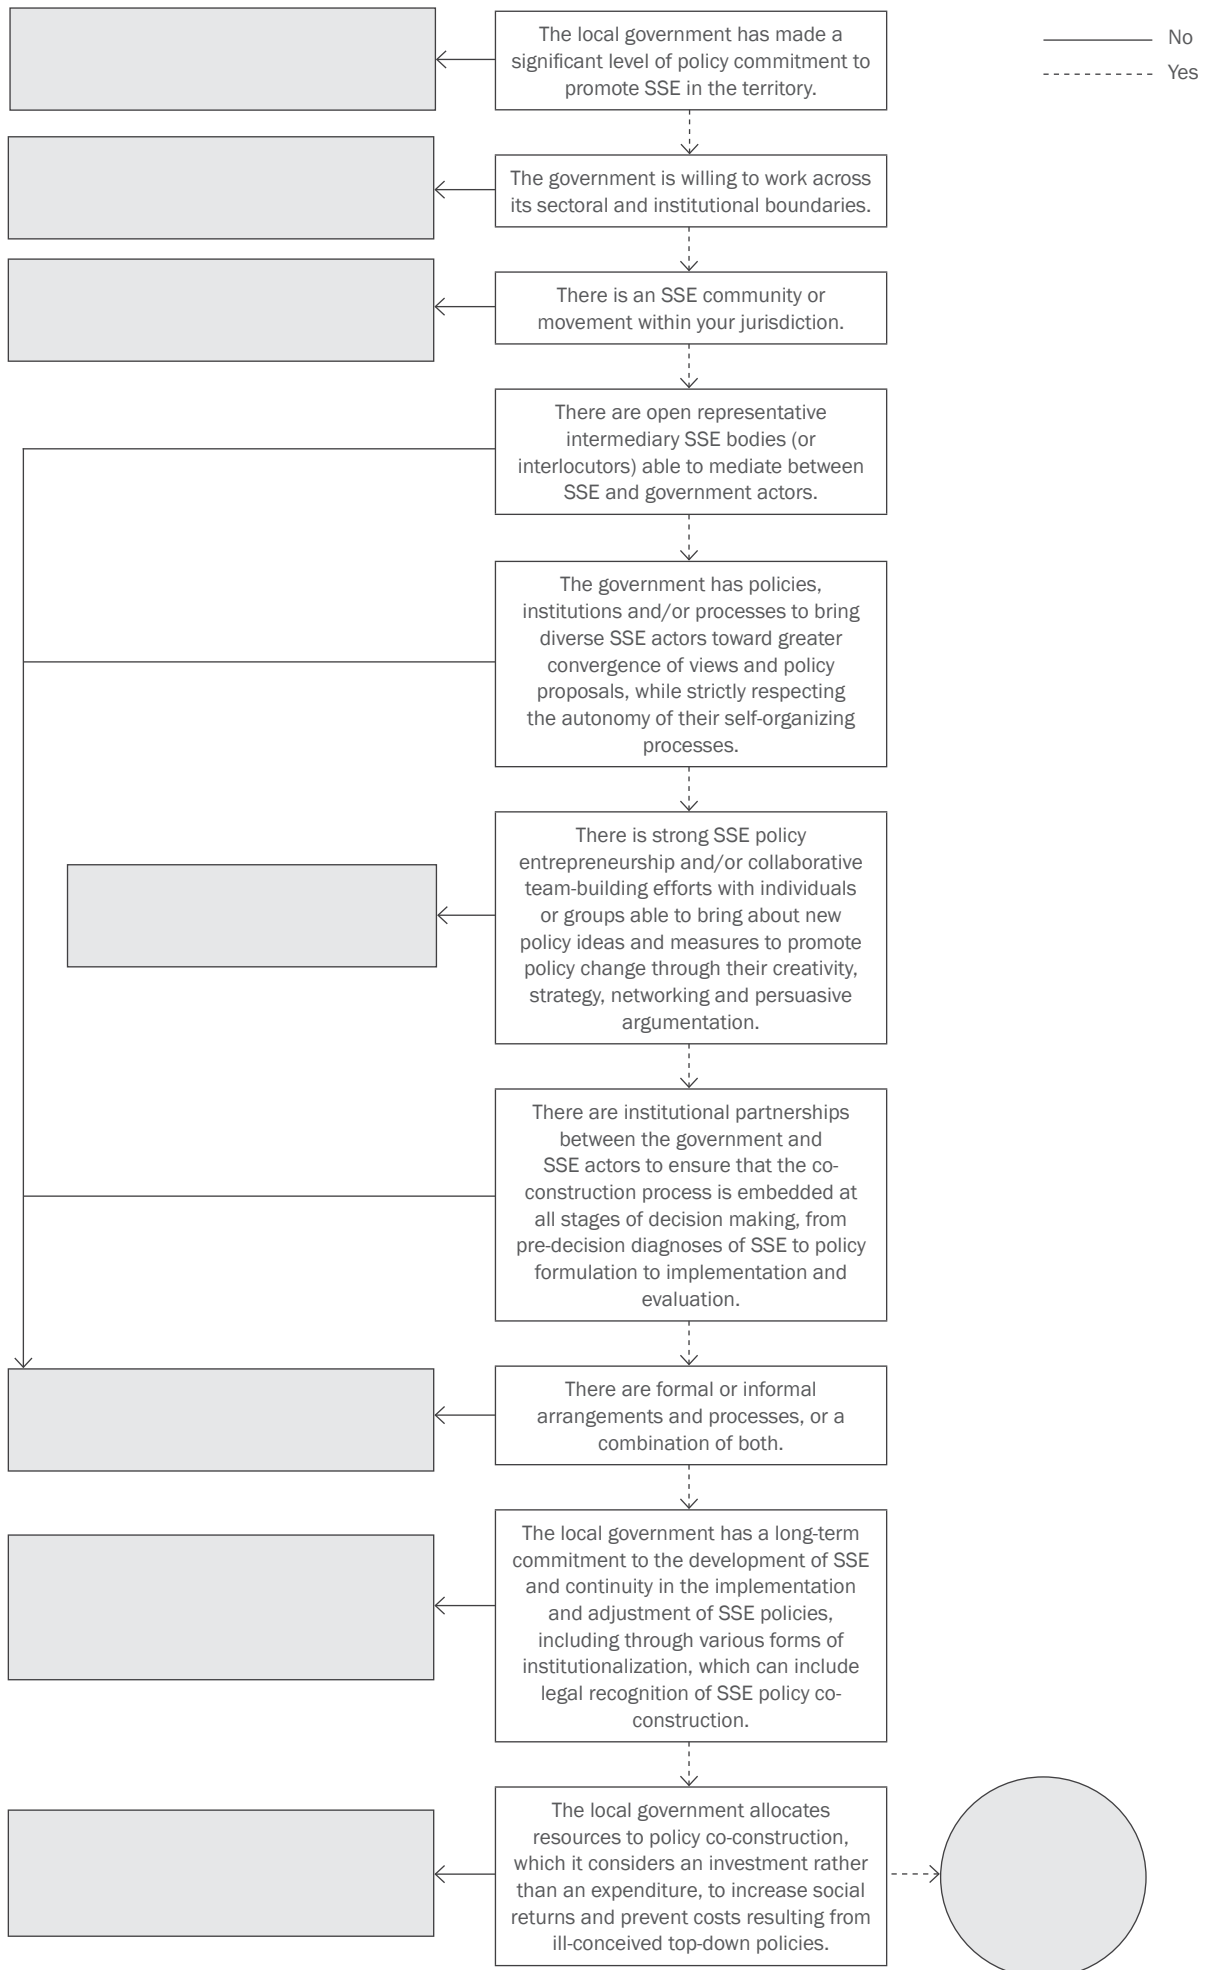 The local government has made a
significant level of policy commitment to
promote SSE in the territory.
No
Yes
The government is willing to work across
its sectoral and institutional boundaries.
There is an SSE community or
movement within your jurisdiction.
There are open representative
intermediary SSE bodies (or
interlocutors) able to mediate between
SSE and government actors.
The government has policies,
institutions and/or processes to bring
diverse SSE actors toward greater
convergence of views and policy
proposals, while strictly respecting
the autonomy of their self-organizing
processes.
There is strong SSE policy
entrepreneurship and/or collaborative
team-building efforts with individuals
or groups able to bring about new
policy ideas and measures to promote
policy change through their creativity,
strategy, networking and persuasive
argumentation.
There are institutional partnerships
between the government and
SSE actors to ensure that the co-
construction process is embedded at
all stages of decision making, from
pre-decision diagnoses of SSE to policy
formulation to implementation and
evaluation.
There are formal or informal
arrangements and processes, or a
combination of both.
The local government has a long-term
commitment to the development of SSE
and continuity in the implementation
and adjustment of SSE policies,
including through various forms of
institutionalization, which can include
legal recognition of SSE policy co-
construction.
The local government allocates
resources to policy co-construction,
which it considers an investment rather
than an expenditure, to increase social
returns and prevent costs resulting from
ill-conceived top-down policies.